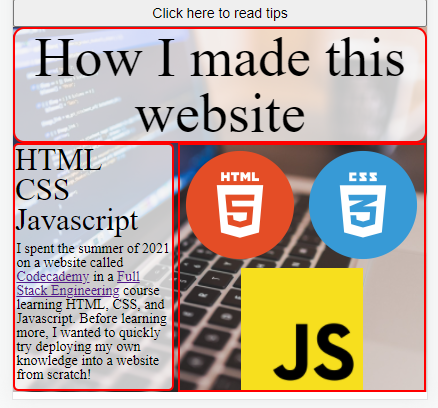 Click here to read tips
How I made this
website
HTML
CSS
Javascript
I spent the summer of 2021
on a website called
Codecademy in a Full
Stack Engineering course
learning HTML, CSS, and
Javascript. Before learning
more, I wanted to quickly
try deploying my own
knowledge into a website
from scratch!
HTML
5
CSS
3
JS